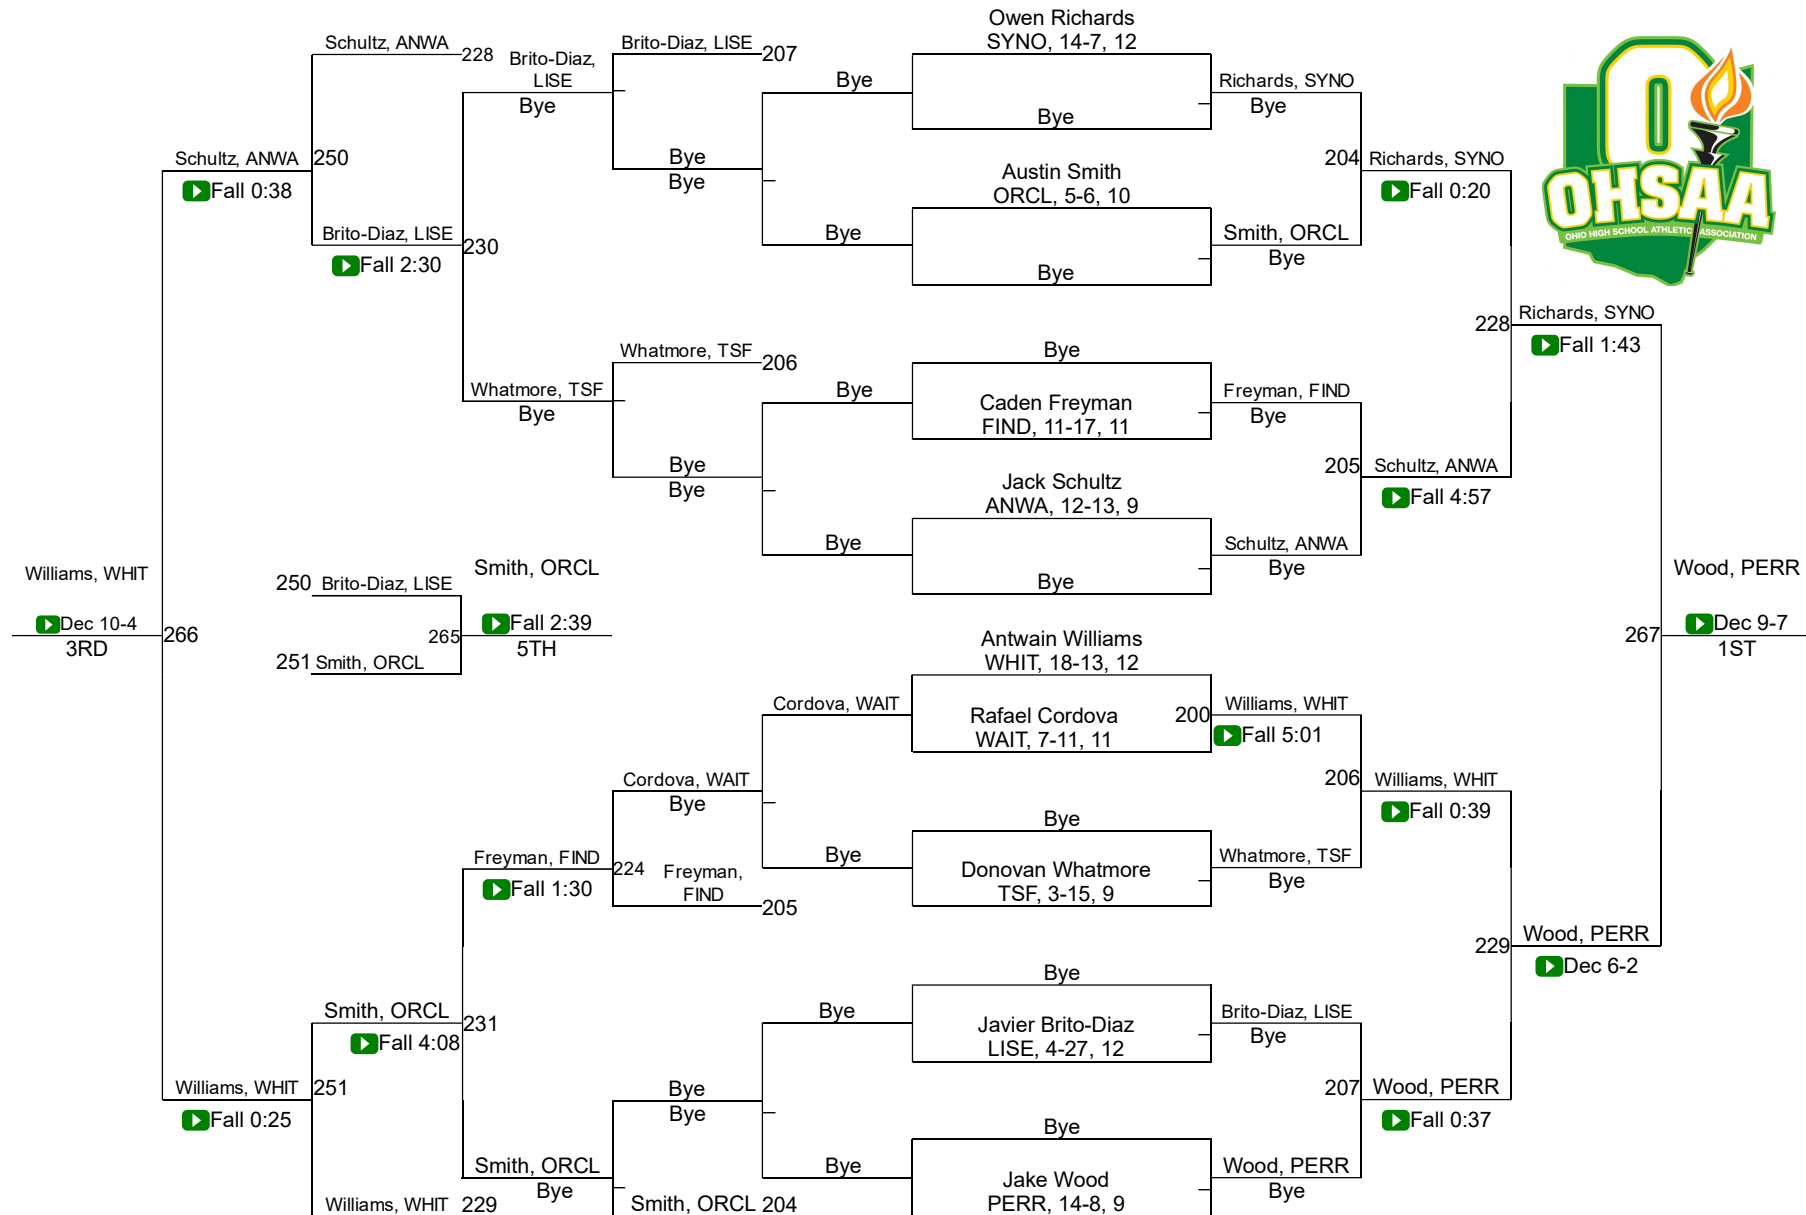 Owen Richards
SYNO, 14-7, 12
Schultz, ANWA
228
Brito-Diaz,
LISE
Bye
Brito-Diaz, LISE
207
Bye
Bye
Richards, SYNO
Bye
Schultz, ANWA
250
Fall 0:38
Bye
Bye
Austin Smith
ORCL, 5-6, 10
204
Richards, SYNO
Fall 0:20
OHSAA
OHIO HIGH SCHOOL ATHLETIC ASSOCIATION
Brito-Diaz, LISE
230
Fall 2:30
Bye
Bye
Smith, ORCL
Bye
228
Richards, SYNO
Fall 1:43
Whatmore, TSF
206
Bye
Whatmore, TSF
Bye
Bye
Caden Freyman
FIND, 11-17, 11
Freyman, FIND
Bye
Bye
Bye
Jack Schultz
ANWA, 12-13, 9
205
Schultz, ANWA
Fall 4:57
Bye
Bye
Schultz, ANWA
Bye
Williams, WHIT
Dec 10-4
3RD
266
250
Brito-Diaz, LISE
251
Smith, ORCL
265
Smith, ORCL
Fall 2:39
5TH
Wood, PERR
267
Dec 9-7
1ST
Antwain Williams
WHIT, 18-13, 12
Cordova, WAIT
Rafael Cordova
WAIT, 7-11, 11
200
Williams, WHIT
Fall 5:01
Cordova, WAIT
Bye
206
Williams, WHIT
Fall 0:39
Bye
Freyman, FIND
Fall 1:30
224
Freyman,
FIND
205
Bye
Donovan Whatmore
TSF, 3-15, 9
Whatmore, TSF
Bye
229
Wood, PERR
Dec 6-2
Bye
Smith, ORCL
231
Fall 4:08
Bye
Javier Brito-Diaz
LISE, 4-27, 12
Brito-Diaz, LISE
Bye
Williams, WHIT
251
Fall 0:25
Bye
Bye
207
Wood, PERR
Fall 0:37
Bye
Smith, ORCL
Bye
Bye
Jake Wood
PERR, 14-8, 9
Wood, PERR
Bye
Williams, WHIT
229
Smith, ORCL
204